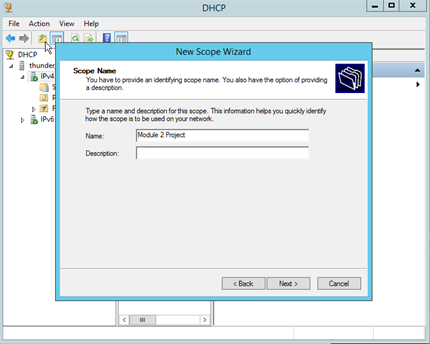 DHCP
File Action View Help
DHCP
thunder
IPv4
S
F
F
IPv6
New Scope Wizard
Scope Name
You have to provide an identifying scope name. You also have the option of providing
a description.
Type a name and description for this scope. This information helps you quickly identify
how the scope is to be used on your network.
Name: Module 2 Project
Description:
< Back Next > Cancel